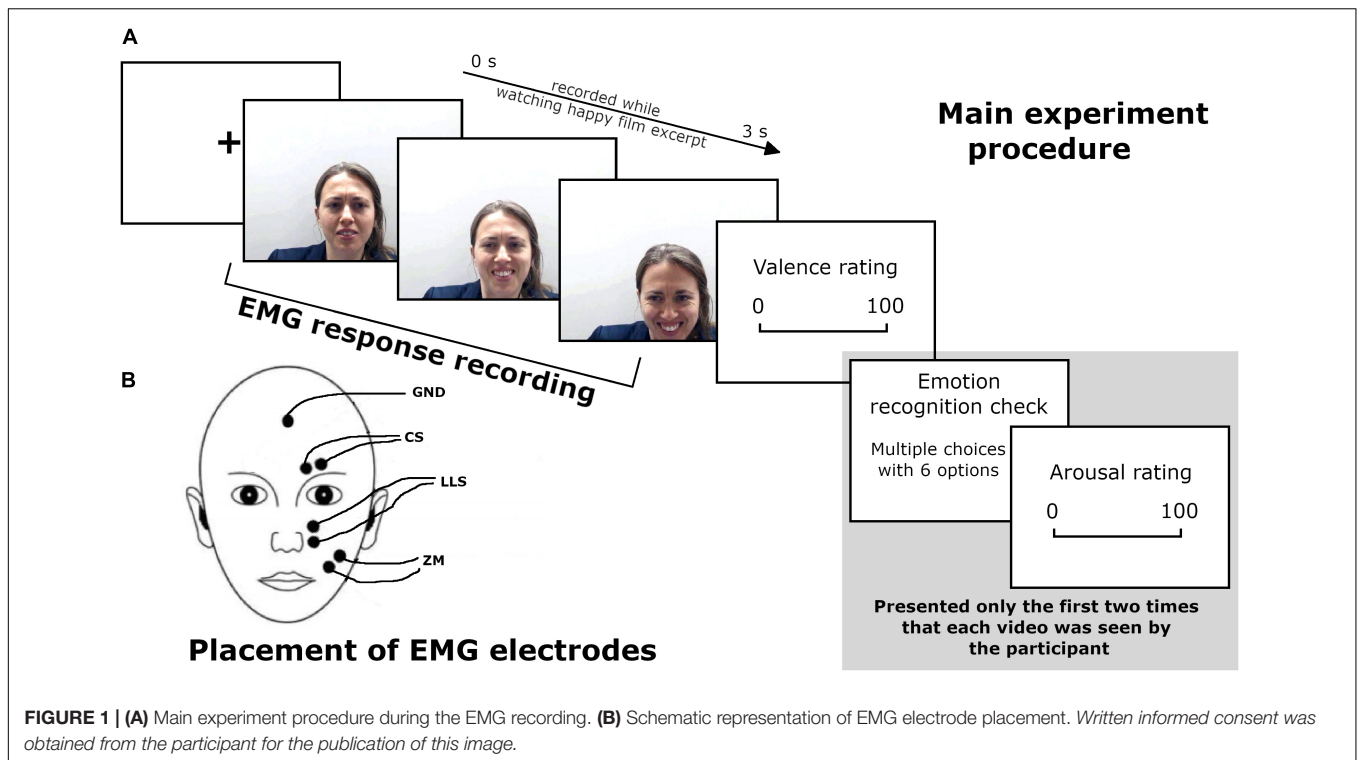 A
0 s
recorded while
watching happy film excerpt
3 s
Main experiment
procedure
+
EMG response recording
Valence rating
0 100
Emotion
recognition check
Multiple choices
with 6 options
Arousal rating
0 100
Presented only the first two times
that each video was seen by
the participant
B
GND
CS
LLS
ZM
Placement of EMG electrodes
FIGURE 1 | (A) Main experiment procedure during the EMG recording. (B) Schematic representation of EMG electrode placement. Written informed consent was
obtained from the participant for the publication of this image.